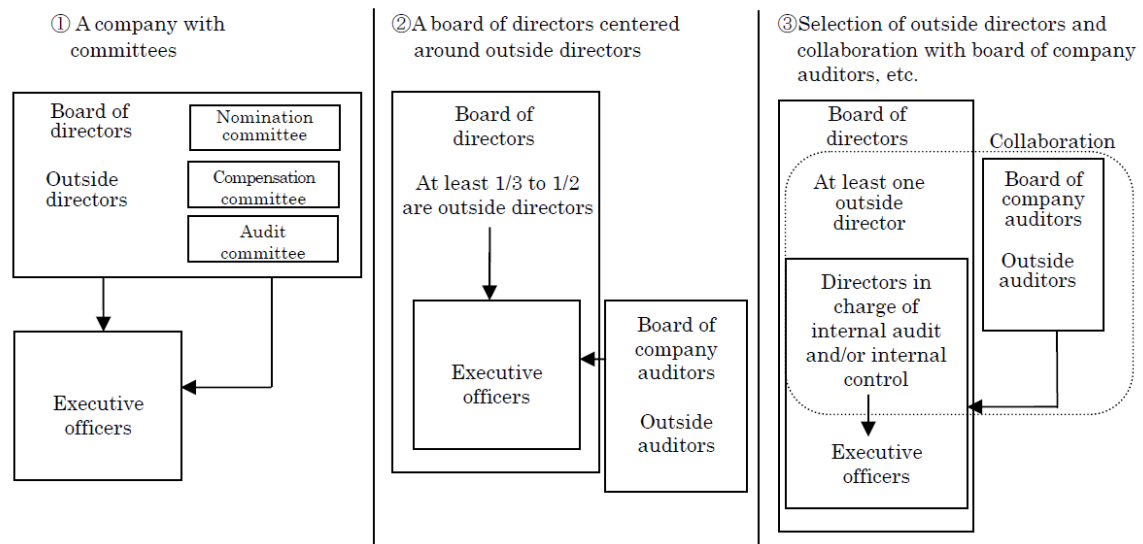 ① A company with
committees
Board of
directors
Outside
directors
Nomination
committee
Compensation
committee
Audit
committee
Executive
officers
②A board of directors centered
around outside directors
Board of
directors
At least 1/3 to 1/2
are outside directors
Executive
officers
Board of
company
auditors
Outside
auditors
③Selection of outside directors and
collaboration with board of company
auditors, etc.
Board of
directors
Collaboration
At least one
outside
director
Board of
company
auditors
Outside
auditors
Directors in
charge of
internal audit
and/or internal
control
Executive
officers